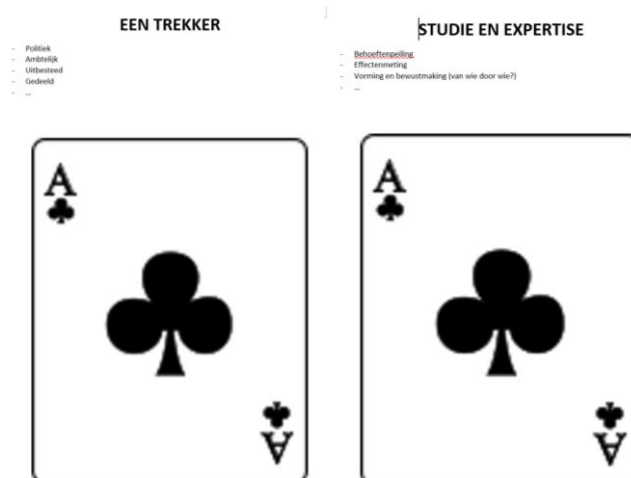 EEN TREKKER
- Politiek
- Ambtelijk
- Uitbesteed
- Gedeeld
- ...
A
A
STUDIE EN EXPERTISE
- Behoeftenpeiling
- Effectenmeting
- Vorming en bewustmaking (van wie door wie?)
- ...
A
A